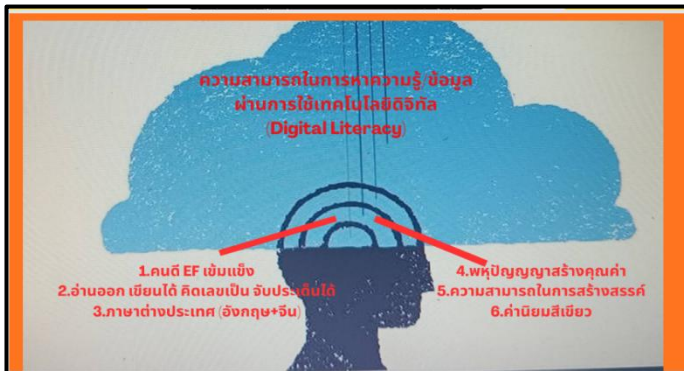 ความสามารถในการหาความรู้/ข้อมูล
ผ่านการใช้เทคโนโลยีดิจิทัล
(Digital Literacy)
1.คนดี EF เข้มแข็ง
2.อ่านออก เขียนได้ คิดเลขเป็น จับประเด็นได้
3.ภาษาต่างประเทศ (อังกฤษ+จีน)
4.พหุปัญญาสร้างคุณค่า
5.ความสามารถในการสร้างสรรค์
6.ค่านิยมสีเขียว